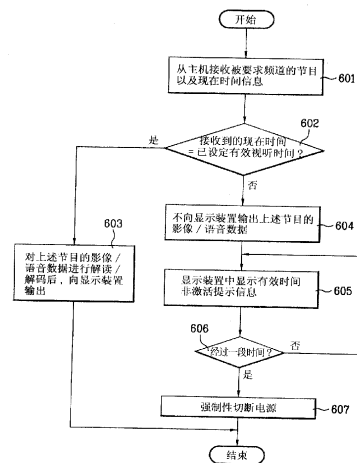 开始
从主机接收被要求频道的节目
以及现在时间信息
601
602
接收到的现在时间
= 已设定有效视听时间？
是
否
603
不向显示装置输出上述节目的
影像 / 语音数据
604
对上述节目的影像 /
语音数据进行解读 /
解码后，向显示装置
输出
显示装置中显示有效时间
非激活提示信息
605
606
经过一段时间？
否
是
强制性切断电源
607
结束